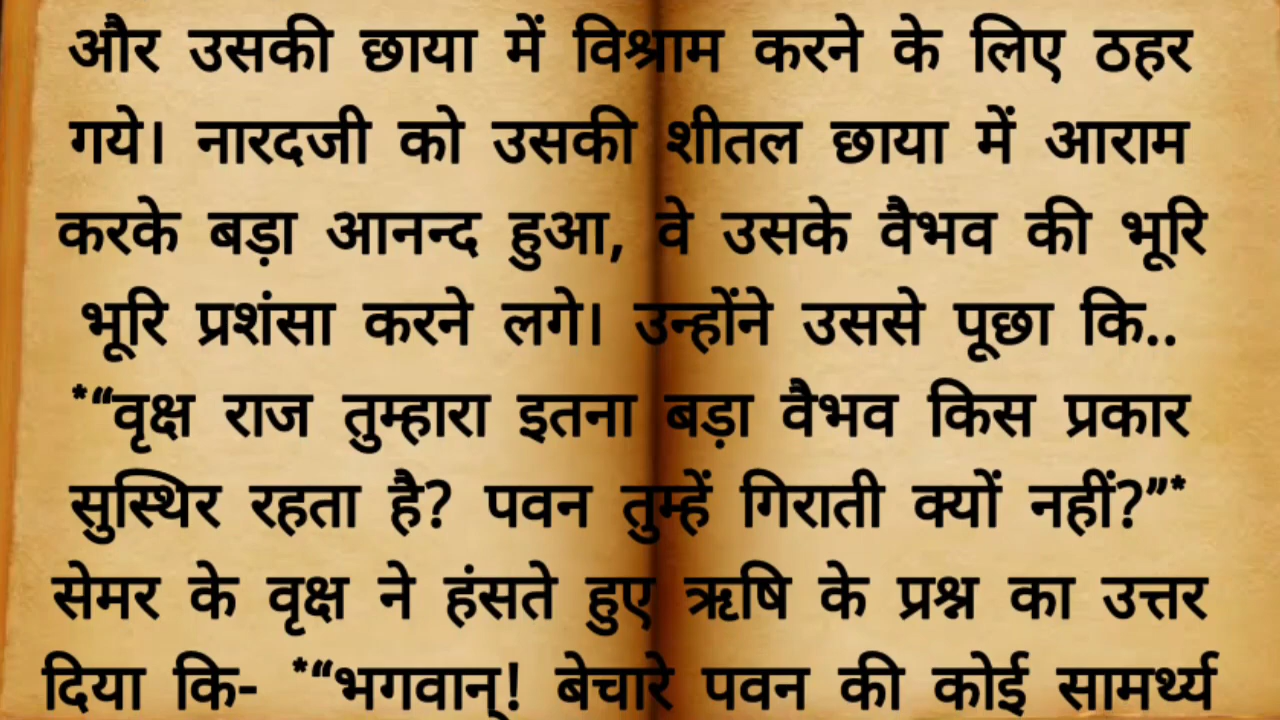 और उसकी छाया में विश्राम करने के लिए ठहर
गये। नारदजी को उसकी शीतल छाया में आराम
करके बड़ा आनन्द हुआ, वे उसके वैभव की भूरि
भूरि प्रशंसा करने लगे। उन्होंने उससे पूछा कि..
*“वृक्ष राज तुम्हारा इतना बड़ा वैभव किस प्रकार
सुस्थिर रहता है? पवन तुम्हें गिराती क्यों नहीं?”*
सेमर के वृक्ष ने हंसते हुए ऋषि के प्रश्न का उत्तर
दिया कि- *“भगवान्! बेचारे पवन की कोई सामर्थ्य